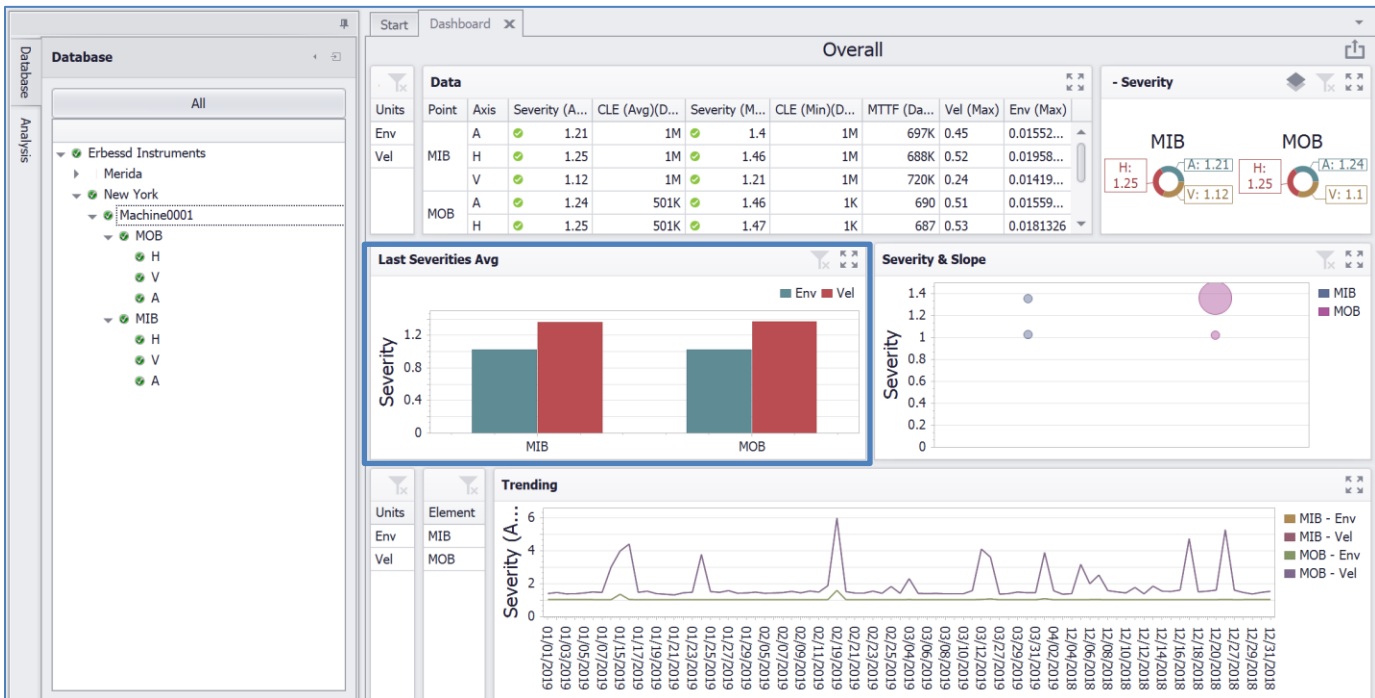 Start Dashboard
Database
Analysis
Database
All
Erbessd Instruments
Merida
New York
Machine0001
MOB
H
V
A
MIB
H
V
A
Overall
Units
Env
Vel
Data
Point Axis Severity (A... CLE (Avg)(D... Severity (M... CLE (Min)(D... MTTF (Da... Vel (Max) Env (Max)
MIB
A 1.21 1M 1.4 1M 697K 0.45 0.01552...
H 1.25 1M 1.46 1M 688K 0.52 0.01958...
V 1.12 1M 1.21 1M 720K 0.24 0.01419...
MOB
A 1.24 501K 1.46 1K 690 0.51 0.01559...
H 1.25 501K 1.47 1K 687 0.53 0.0181326
- Severity
MIB
H: 1.25
A: 1.21
V: 1.12
MOB
H: 1.25
A: 1.24
V: 1.1
Last Severities Avg
Env Vel
Severity
1.2
0.8
0.4
0
MIB MOB
Severity & Slope
MIB
MOB
Severity
1.4
1.2
1
0.8
0.6
0.4
0.2
0
Units
Env
Vel
Element
MIB
MOB
Trending
Severity (A...
6
4
2
0
MIB - Env
MIB - Vel
MOB - Env
MOB - Vel
01/01/2019
01/03/2019
01/05/2019
01/07/2019
01/15/2019
01/17/2019
01/19/2019
01/21/2019
01/23/2019
01/25/2019
01/27/2019
01/29/2019
02/05/2019
02/07/2019
02/09/2019
02/11/2019
02/19/2019
02/21/2019
02/23/2019
02/25/2019
03/04/2019
03/06/2019
03/08/2019
03/10/2019
03/12/2019
03/27/2019
03/29/2019
03/31/2019
04/02/2019
12/04/2018
12/06/2018
12/08/2018
12/10/2018
12/12/2018
12/14/2018
12/16/2018
12/18/2018
12/20/2018
12/27/2018
12/29/2018
12/31/2018